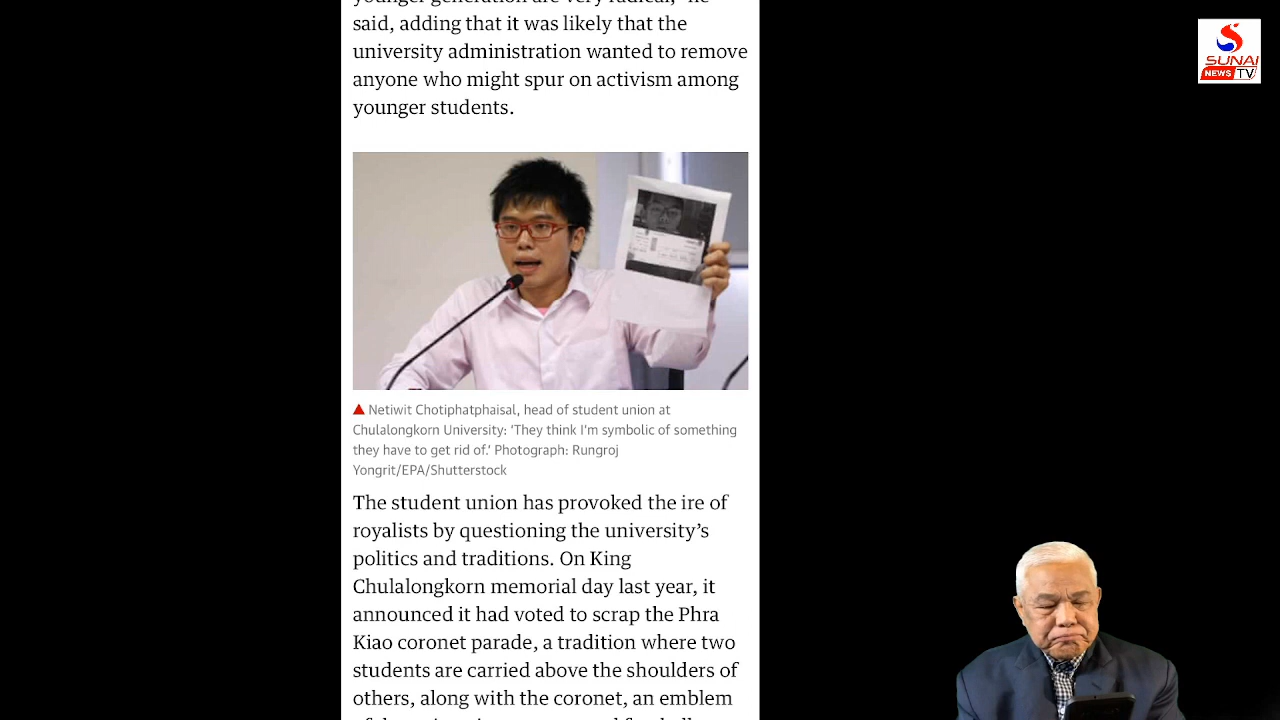 said, adding that it was likely that the
university administration wanted to remove
anyone who might spur on activism among
younger students.
▲ Netiwit Chotiphatphaisal, head of student union at
Chulalongkorn University: ‘They think I’m symbolic of something
they have to get rid of.’ Photograph: Rungroj
Yongrit/EPA/Shutterstock
The student union has provoked the ire of
royalists by questioning the university’s
politics and traditions. On King
Chulalongkorn memorial day last year, it
announced it had voted to scrap the Phra
Kiao coronet parade, a tradition where two
students are carried above the shoulders of
others, along with the coronet, an emblem
SUNAI
NEWS TV